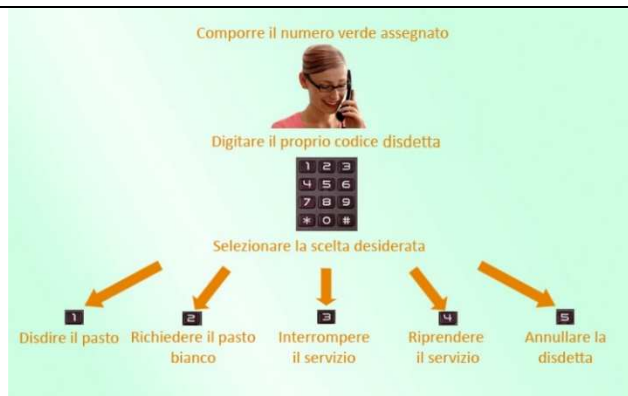 Comporre il numero verde assegnato
Digitare il proprio codice disdetta
1 2 3
4 5 6
7 8 9
* 0 #
Selezionare la scelta desiderata
1
2
3
4
5
Disdire il pasto
Richiedere il pasto
bianco
Interrompere
il servizio
Riprendere
il servizio
Annullare la
disdetta